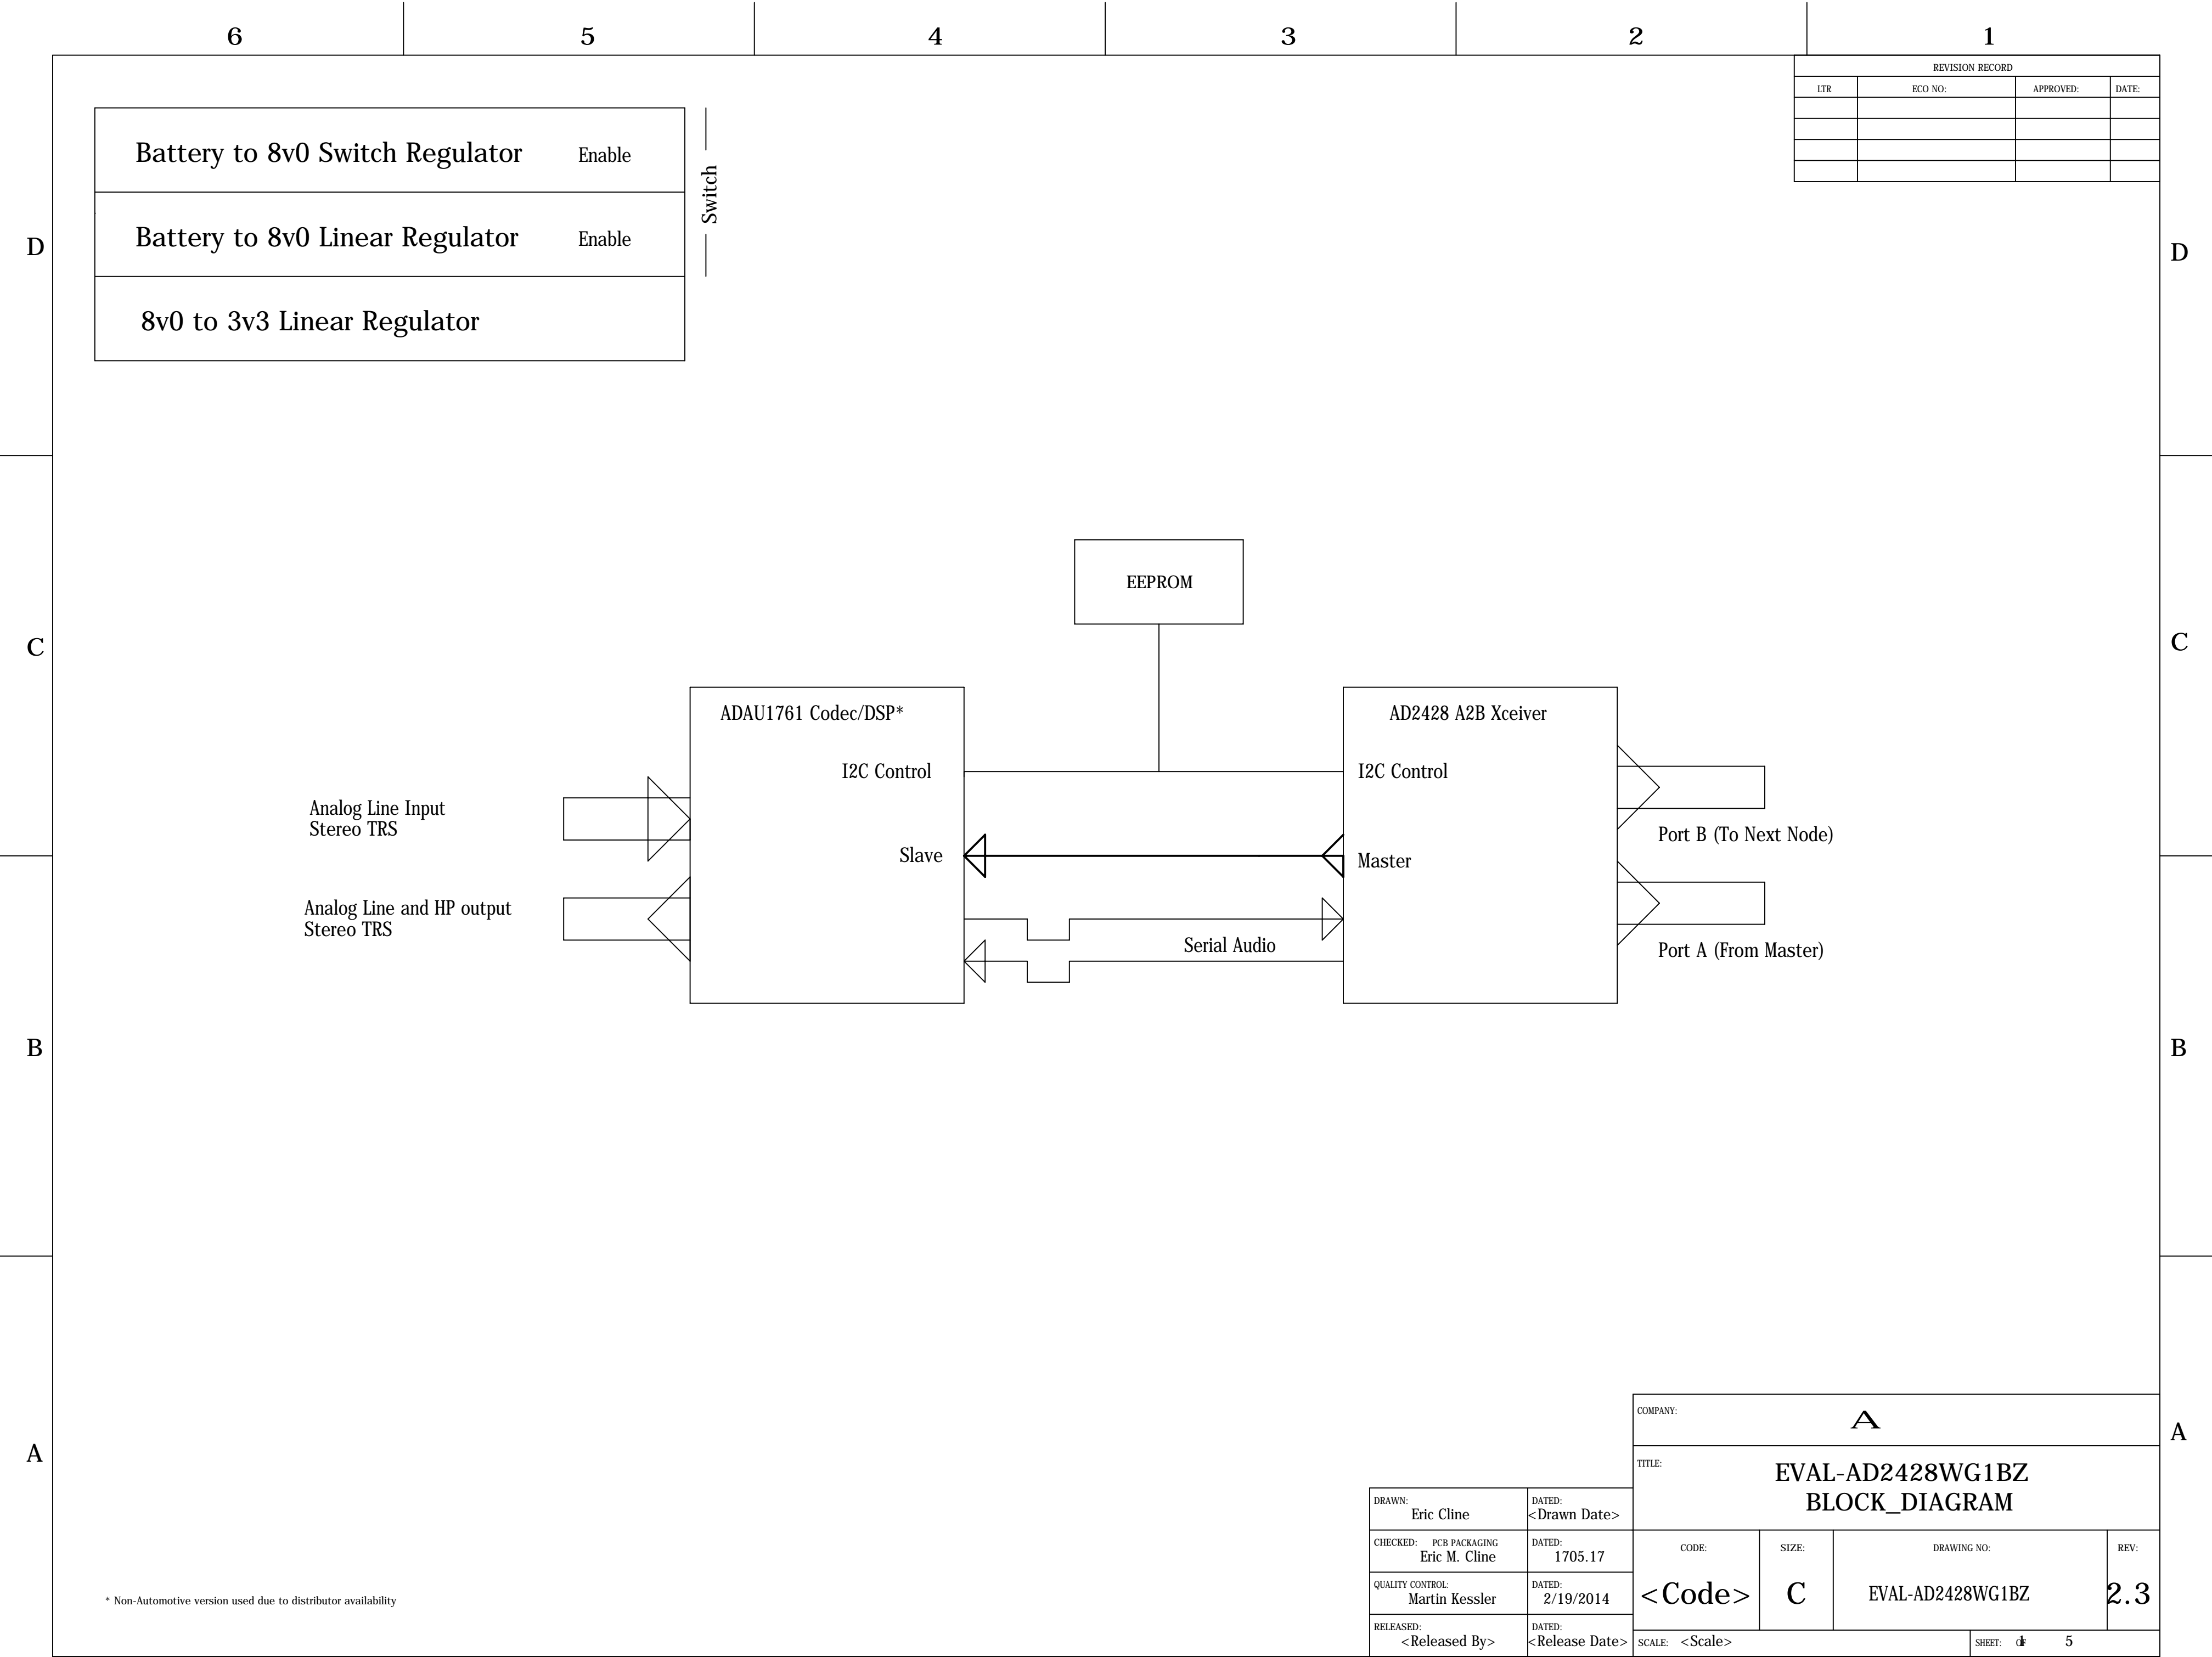 6 5 4 3 2 1
REVISION RECORD
LTR ECO NO: APPROVED: DATE:
Battery to 8v0 Switch Regulator Enable
Switch
Battery to 8v0 Linear Regulator Enable
8v0 to 3v3 Linear Regulator
D D
EEPROM
C C
ADAU1761 Codec/DSP*
AD2428 A2B Xceiver
I2C Control
I2C Control
Analog Line Input
Stereo TRS
Slave
Master
Port B (To Next Node)
Analog Line and HP output
Stereo TRS
Serial Audio
Port A (From Master)
B B
A A
COMPANY: A
TITLE: EVAL-AD2428WG1BZ
BLOCK_DIAGRAM
DRAWN: DATED:
Eric Cline <Drawn Date>
CHECKED: PCB PACKAGING DATED:
Eric M. Cline 1705.17
QUALITY CONTROL: DATED:
Martin Kessler 2/19/2014
RELEASED: DATED:
<Released By> <Release Date>
CODE: SIZE: DRAWING NO: REV:
<Code> C EVAL-AD2428WG1BZ 2.3
SCALE: <Scale> SHEET: 1 OF 5
* Non-Automotive version used due to distributor availability